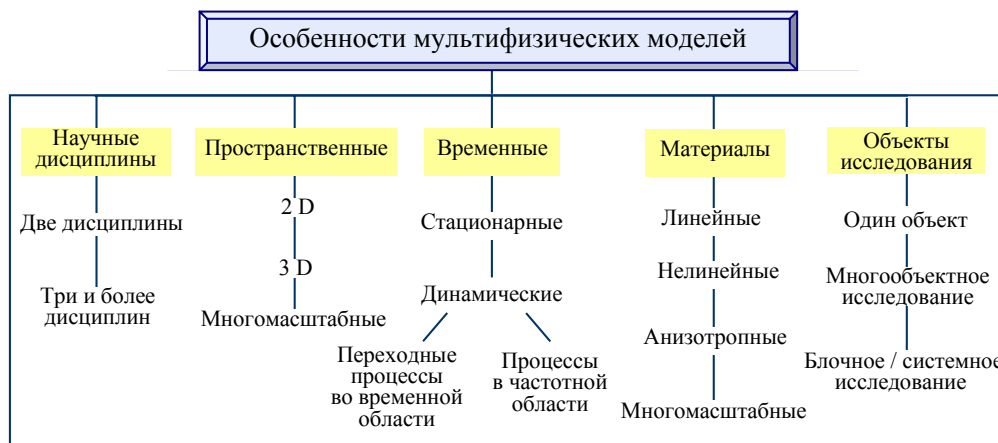 Особенности мультифизических моделей
Научные
дисциплины
Две дисциплины
Три и более
дисциплин
Пространственные
2 D
3 D
Многомасштабные
Временные
Стационарные
Динамические
Переходные
процессы
во временной
области
Процессы
в частотной
области
Материалы
Линейные
Нелинейные
Анизотропные
Многомасштабные
Объекты
исследования
Один объект
Многообъектное
исследование
Блочное / системное
исследование